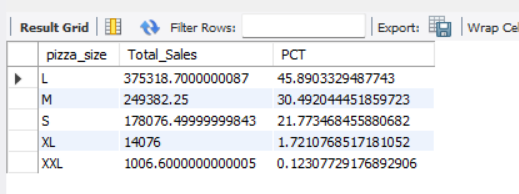 Result Grid Filter Rows: Export: Wrap Cel
pizza_size Total_Sales PCT
L 375318.7000000087 45.8903329487743
M 249382.25 30.492044451859723
S 178076.49999999843 21.773468455880682
XL 14076 1.7210768517181052
XXL 1006.6000000000005 0.12307729176892906